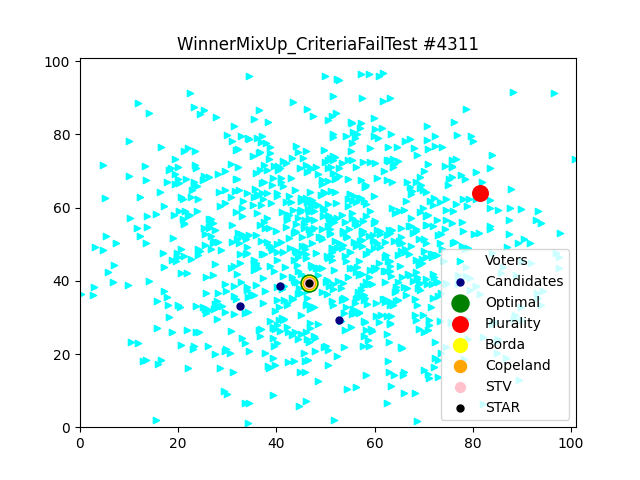 WinnerMixUp_CriteriaFailTest #4311
100
80
60
40
20
0
0 20 40 60 80 100
Voters
Candidates
Optimal
Plurality
Borda
Copeland
STV
STAR